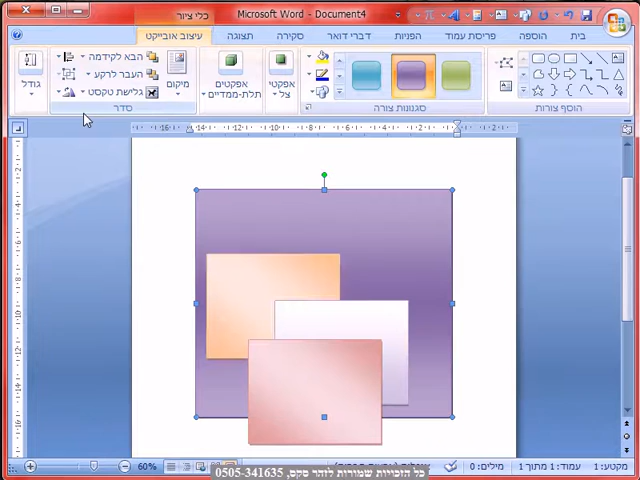 Microsoft Word - Document4
כלי ציור
בית
הוספה
פריסת עמוד
הפניות
דברי דואר
סקירה
תצוגה
עיצוב אובייקט
הוסף צורות
סגנונות צורה
אפקטי צל
אפקטים תלת-ממדיים
מיקום
הבא לקידמה
העבר לרקע
גלישת טקסט
סדר
גודל
מקטע: 1
עמוד: 1 מתוך 1
מילים: 0
60%
כל הזכויות שמורות לזהר סקס, 0505-341635